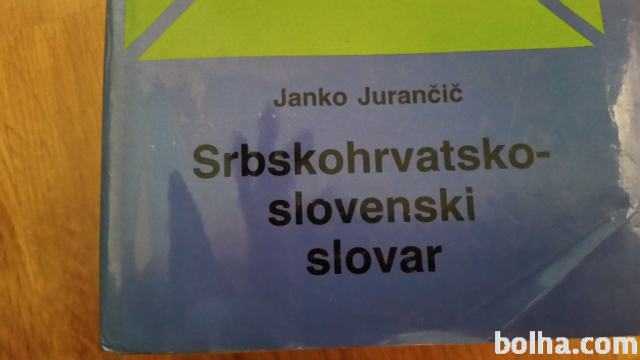 Janko Jurančič
Srbskohrvatsko-
slovenski
slovar
bolha.com